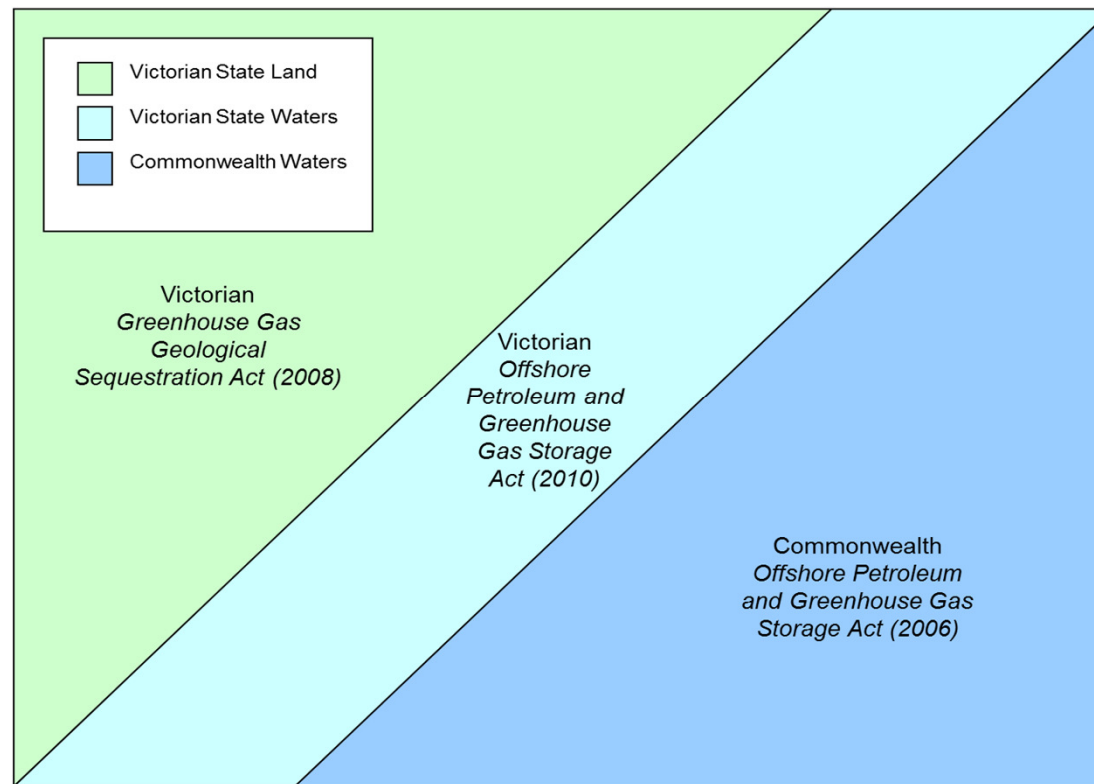 Victorian State Land
Victorian State Waters
Commonwealth Waters
Victorian
Greenhouse Gas
Geological
Sequestration Act (2008)
Victorian
Offshore
Petroleum and
Greenhouse
Gas Storage
Act (2010)
Commonwealth
Offshore Petroleum
and Greenhouse Gas
Storage Act (2006)